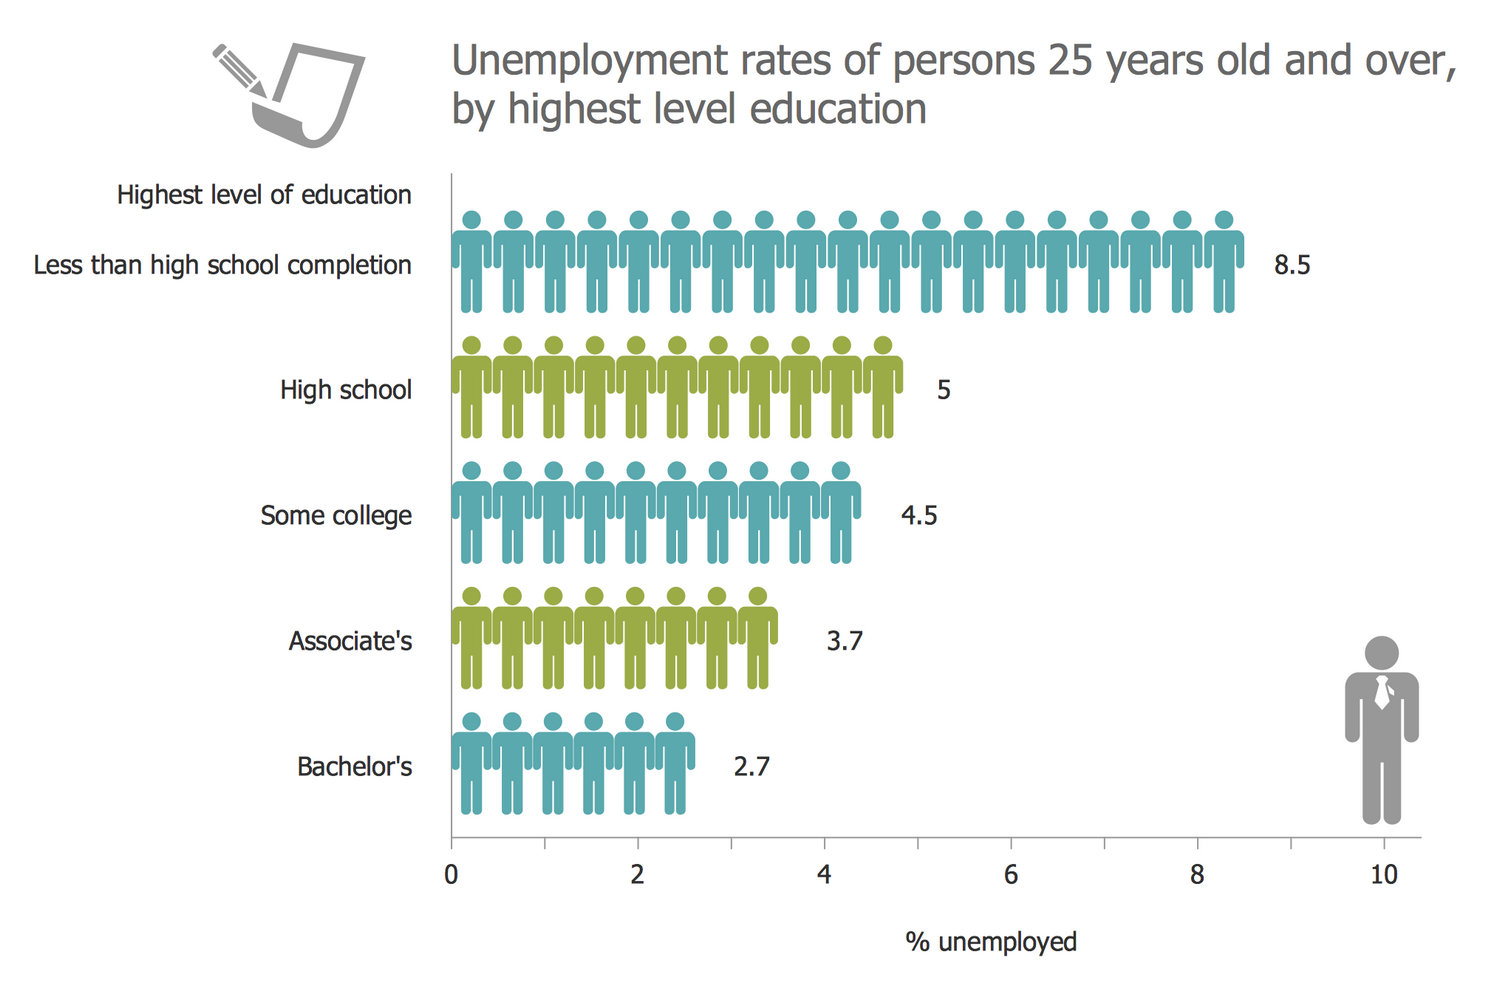 Unemployment rates of persons 25 years old and over,
by highest level education
Highest level of education
Less than high school completion
8.5
High school
5
Some college
4.5
Associate's
3.7
Bachelor's
2.7
0 2 4 6 8 10
% unemployed